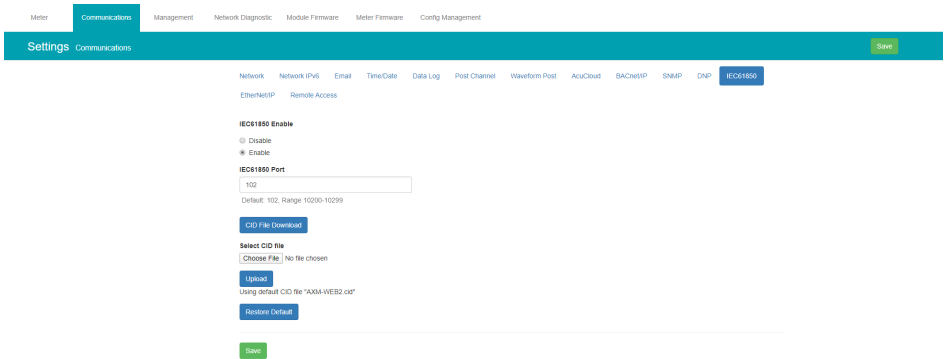 Meter Communications Management Network Diagnostic Module Firmware Meter Firmware Config Management
Settings Communications Save
Network Network IPv6 Email Time/Date Data Log Post Channel Waveform Post AcuCloud BACnet/IP SNMP DNP IEC61850
EtherNet/IP Remote Access
IEC61850 Enable
Disable
Enable
IEC61850 Port
102
Default: 102, Range 10200-10299
CID File Download
Select CID file
Choose File No file chosen
Upload
Using default CID file "AXM-WEB2.cid"
Restore Default
Save